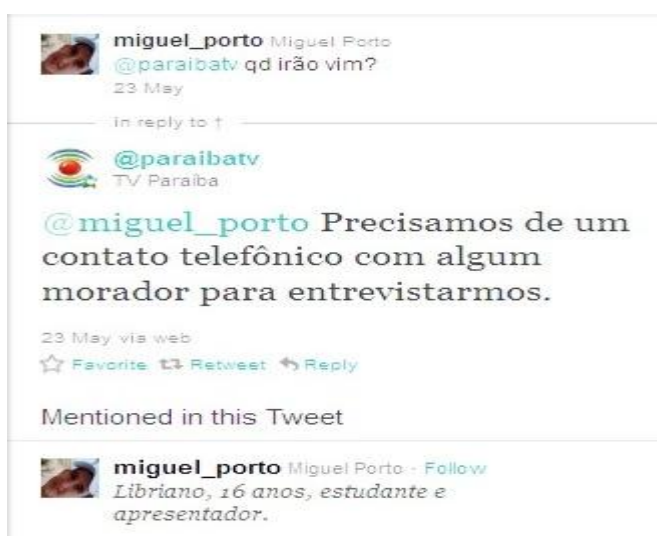 miguel_porto Miguel Porto
@paraibatv qd irão vim?
23 May
in reply to ↑
@paraibatv
TV Paraíba
@miguel_porto Precisamos de um
contato telefônico com algum
morador para entrevistarmos.
23 May via web
Favorite Retweet Reply
Mentioned in this Tweet
miguel_porto Miguel Porto · Follow
Libriano, 16 anos, estudante e
apresentador.